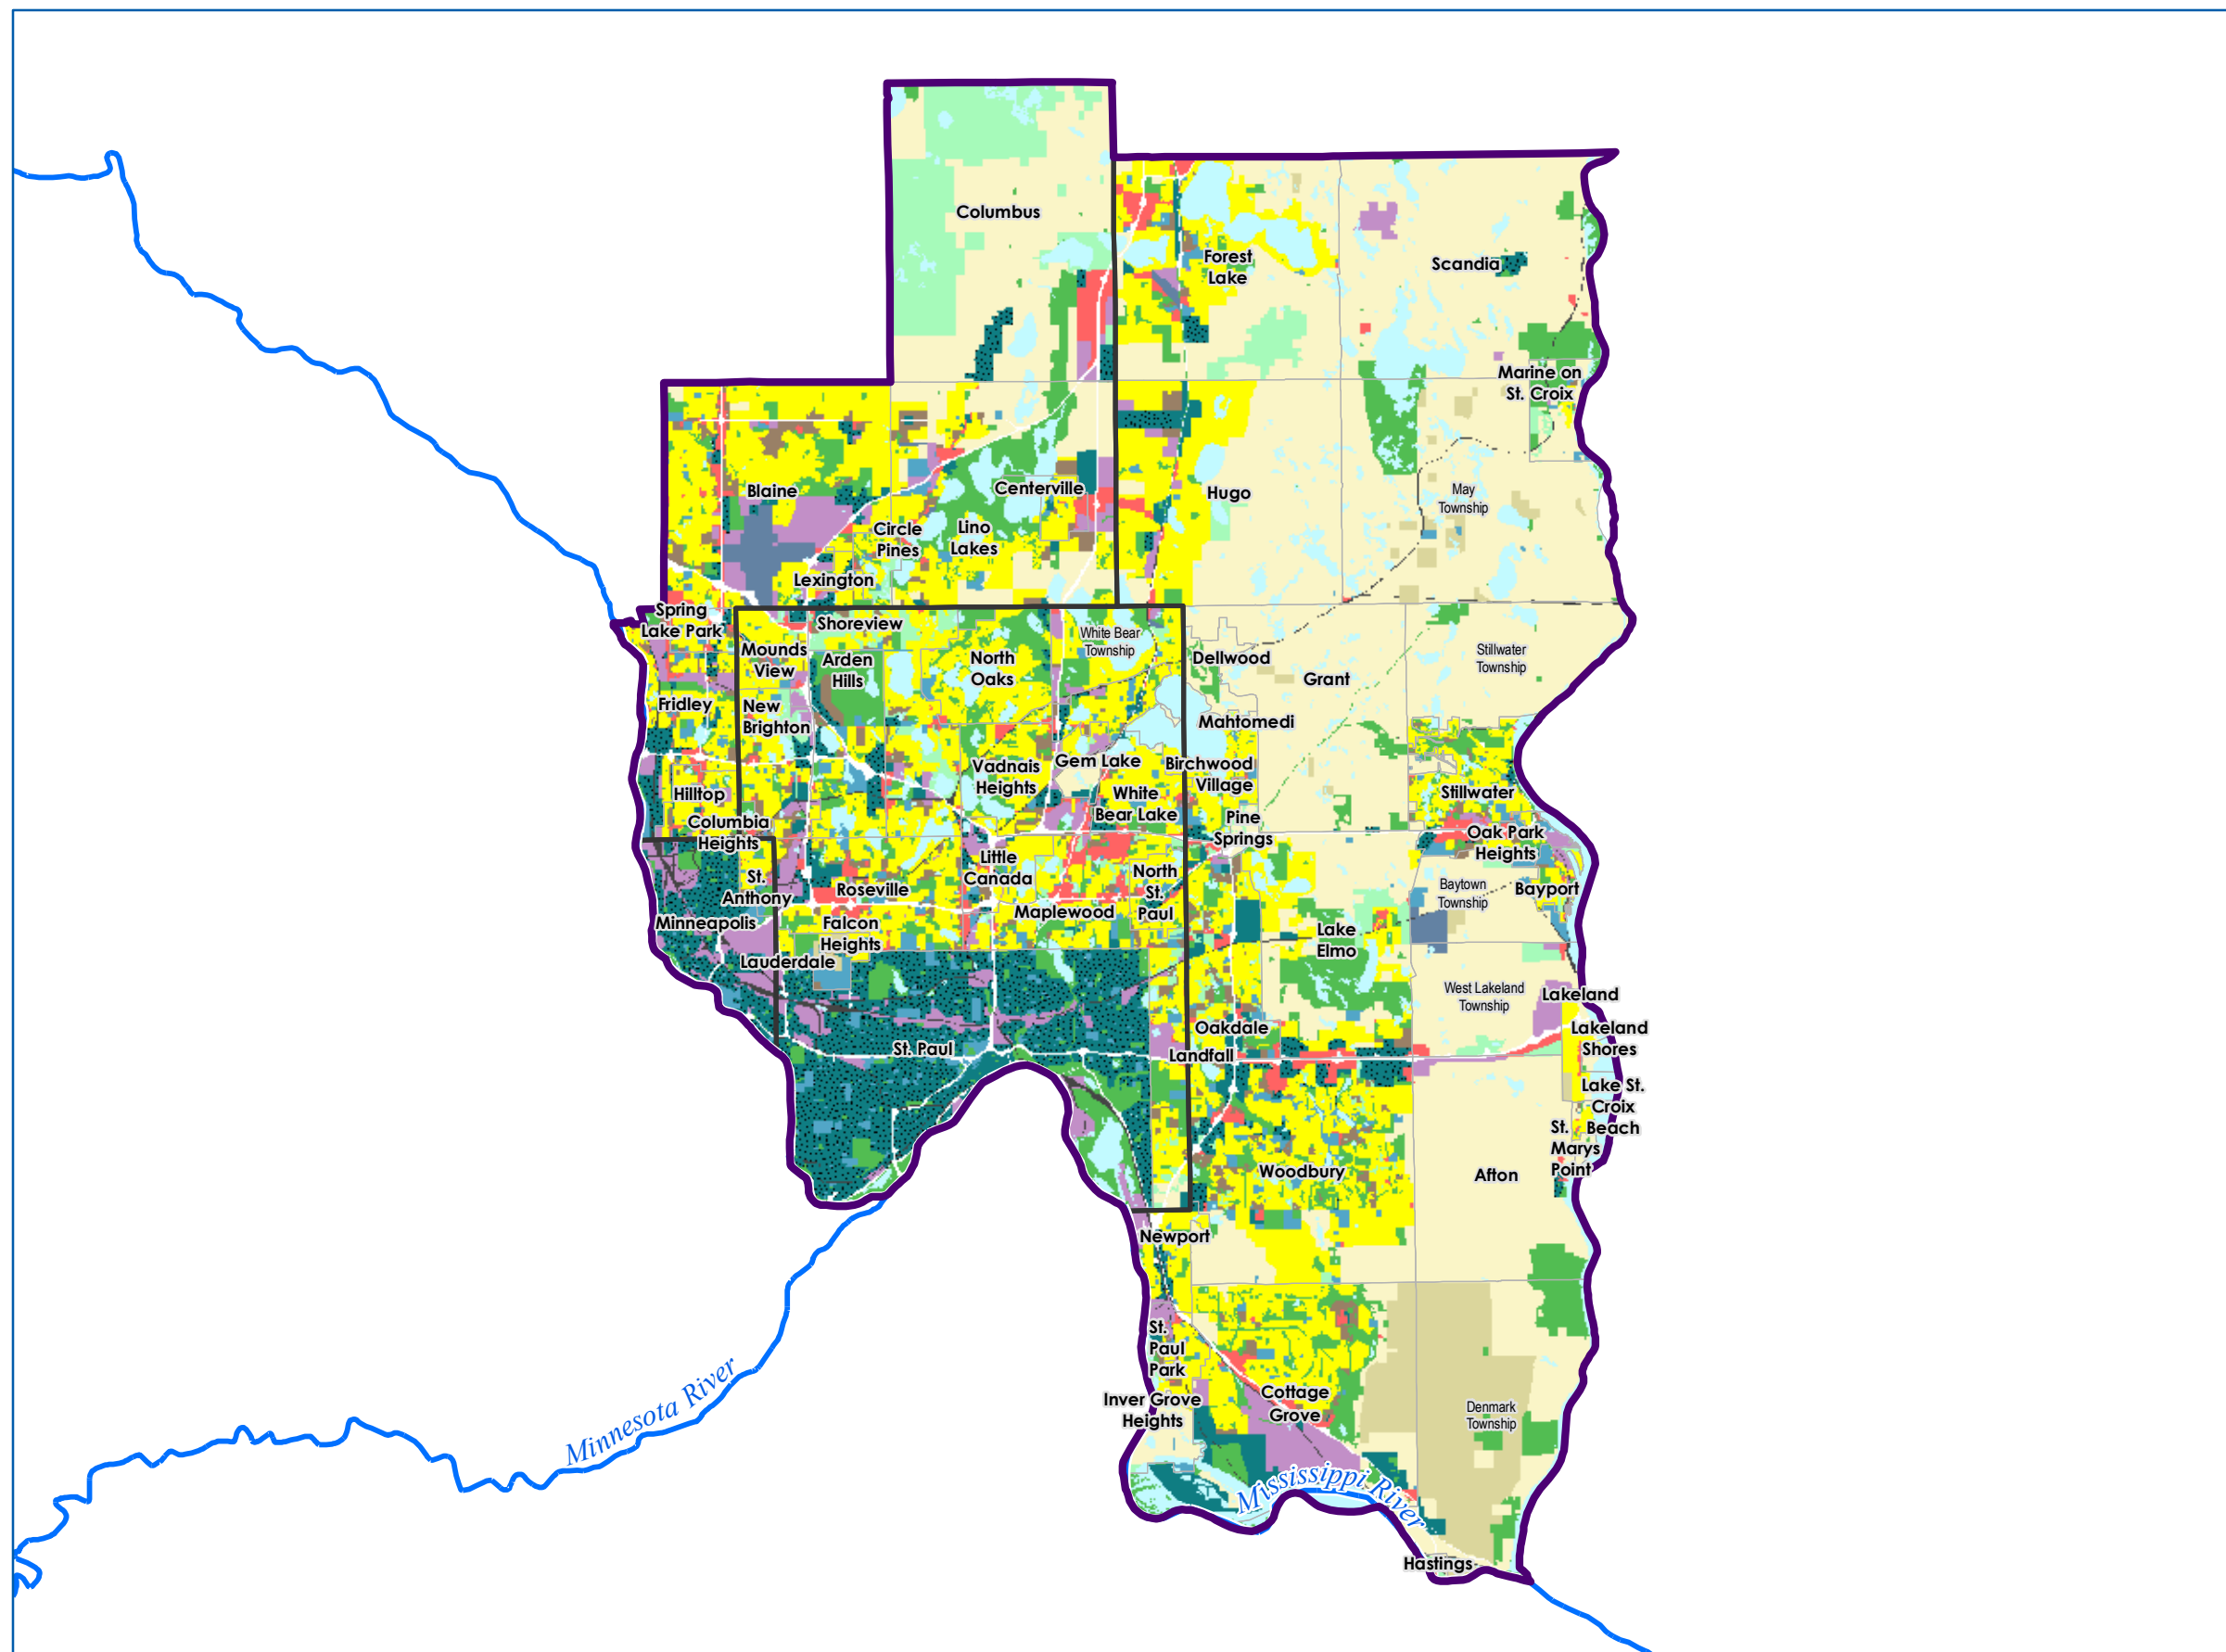 Columbus
Forest
Lake
Scandia
Marine on
St. Croix
Blaine
Centerville
Hugo
May
Township
Circle
Pines
Lino
Lakes
Lexington
Spring
Lake Park
Shoreview
White Bear
Township
Mounds
View
Arden
Hills
North
Oaks
Dellwood
Stillwater
Township
Grant
Fridley
New
Brighton
Mahtomedi
Vadnais
Heights
Gem Lake
Birchwood
Village
Hilltop
White
Bear Lake
Stillwater
Columbia
Heights
Pine
Springs
Oak Park
Heights
St.
Anthony
Roseville
Little
Canada
North
St.
Paul
Baytown
Township
Bayport
Minneapolis
Falcon
Heights
Maplewood
Lake
Elmo
Lauderdale
West Lakeland
Township
Lakeland
St. Paul
Oakdale
Landfall
Lakeland
Shores
Lake St.
Croix
Beach
St.
Marys
Point
Woodbury
Afton
Newport
St.
Paul
Park
Inver Grove
Heights
Cottage
Grove
Denmark
Township
Minnesota River
Mississippi River
Hastings